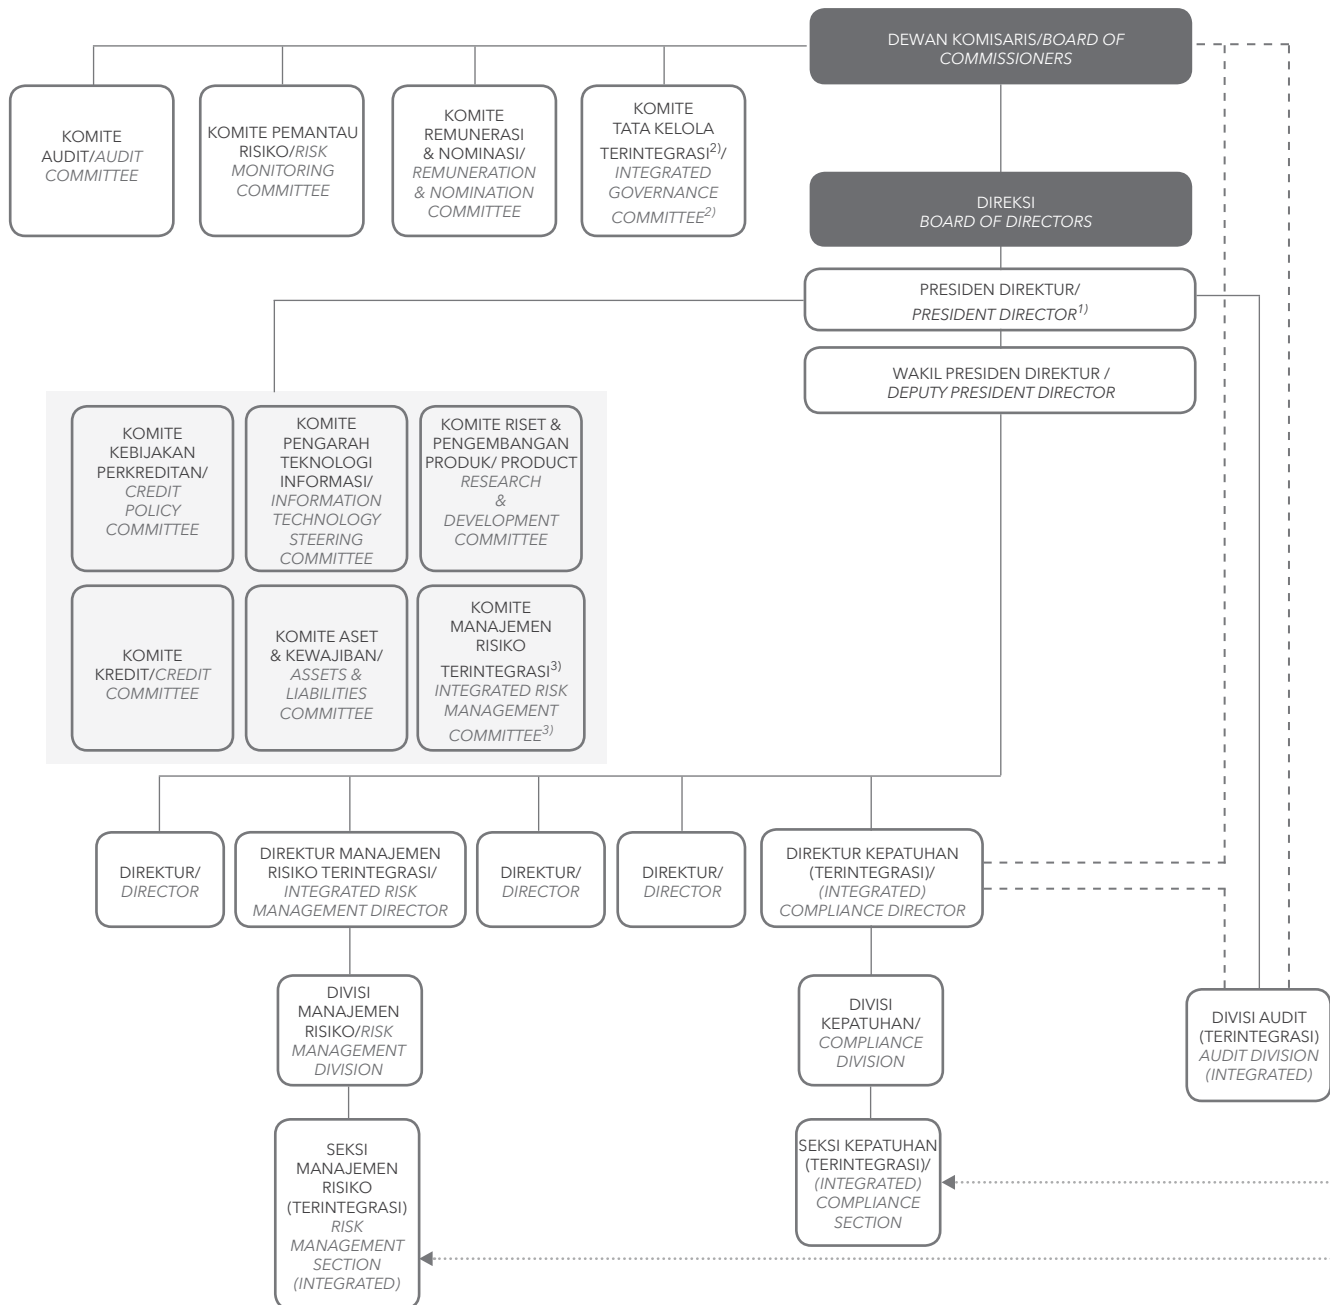 DEWAN KOMISARIS/BOARD OF
COMMISSIONERS
KOMITE
AUDIT/AUDIT
COMMITTEE
KOMITE PEMANTAU
RISIKO/RISK
MONITORING
COMMITTEE
KOMITE
REMUNERASI
& NOMINASI/
REMUNERATION
& NOMINATION
COMMITTEE
KOMITE
TATA KELOLA
TERINTEGRASI2)/
INTEGRATED
GOVERNANCE
COMMITTEE2)
DIREKSI
BOARD OF DIRECTORS
PRESIDEN DIREKTUR/
PRESIDENT DIRECTOR1)
WAKIL PRESIDEN DIREKTUR /
DEPUTY PRESIDENT DIRECTOR
KOMITE
KEBIJAKAN
PERKREDITAN/
CREDIT
POLICY
COMMITTEE
KOMITE
PENGARAH
TEKNOLOGI
INFORMASI/
INFORMATION
TECHNOLOGY
STEERING
COMMITTEE
KOMITE RISET &
PENGEMBANGAN
PRODUK/ PRODUCT
RESEARCH
&
DEVELOPMENT
COMMITTEE
KOMITE
KREDIT/CREDIT
COMMITTEE
KOMITE ASET
& KEWAJIBAN/
ASSETS &
LIABILITIES
COMMITTEE
KOMITE
MANAJEMEN
RISIKO
TERINTEGRASI3)
INTEGRATED RISK
MANAGEMENT
COMMITTEE3)
DIREKTUR/
DIRECTOR
DIREKTUR MANAJEMEN
RISIKO TERINTEGRASI/
INTEGRATED RISK
MANAGEMENT DIRECTOR
DIREKTUR/
DIRECTOR
DIREKTUR/
DIRECTOR
DIREKTUR KEPATUHAN
(TERINTEGRASI)/
(INTEGRATED)
COMPLIANCE DIRECTOR
DIVISI
MANAJEMEN
RISIKO/RISK
MANAGEMENT
DIVISION
DIVISI
KEPATUHAN/
COMPLIANCE
DIVISION
DIVISI AUDIT
(TERINTEGRASI)
AUDIT DIVISION
(INTEGRATED)
SEKSI
MANAJEMEN
RISIKO
(TERINTEGRASI)
RISK
MANAGEMENT
SECTION
(INTEGRATED)
SEKSI KEPATUHAN
(TERINTEGRASI)/
(INTEGRATED)
COMPLIANCE
SECTION